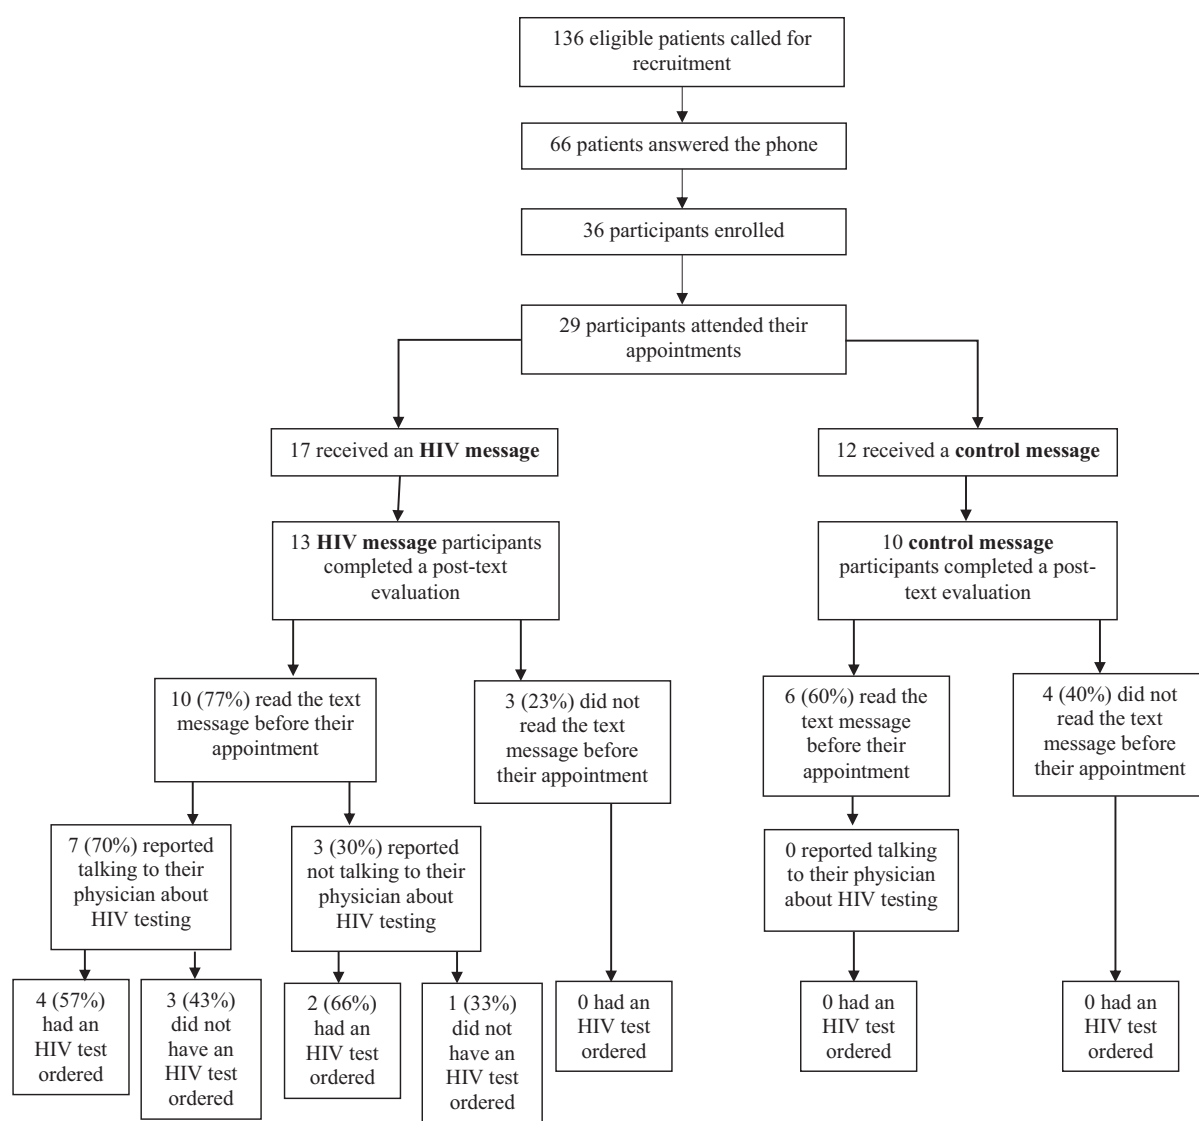 136 eligible patients called for
recruitment
66 patients answered the phone
36 participants enrolled
29 participants attended their
appointments
17 received an HIV message
12 received a control message
13 HIV message participants
completed a post-text
evaluation
10 control message
participants completed a post-
text evaluation
10 (77%) read the text
message before their
appointment
3 (23%) did not
read the text
message before
their appointment
6 (60%) read the
text message
before their
appointment
4 (40%) did not
read the text
message before
their appointment
7 (70%) reported
talking to their
physician about
HIV testing
3 (30%) reported
not talking to their
physician about
HIV testing
0 reported talking
to their physician
about HIV testing
4 (57%)
had an
HIV test
ordered
3 (43%)
did not
have an
HIV test
ordered
2 (66%)
had an
HIV test
ordered
1 (33%)
did not
have an
HIV test
ordered
0 had an
HIV test
ordered
0 had an
HIV test
ordered
0 had an
HIV test
ordered